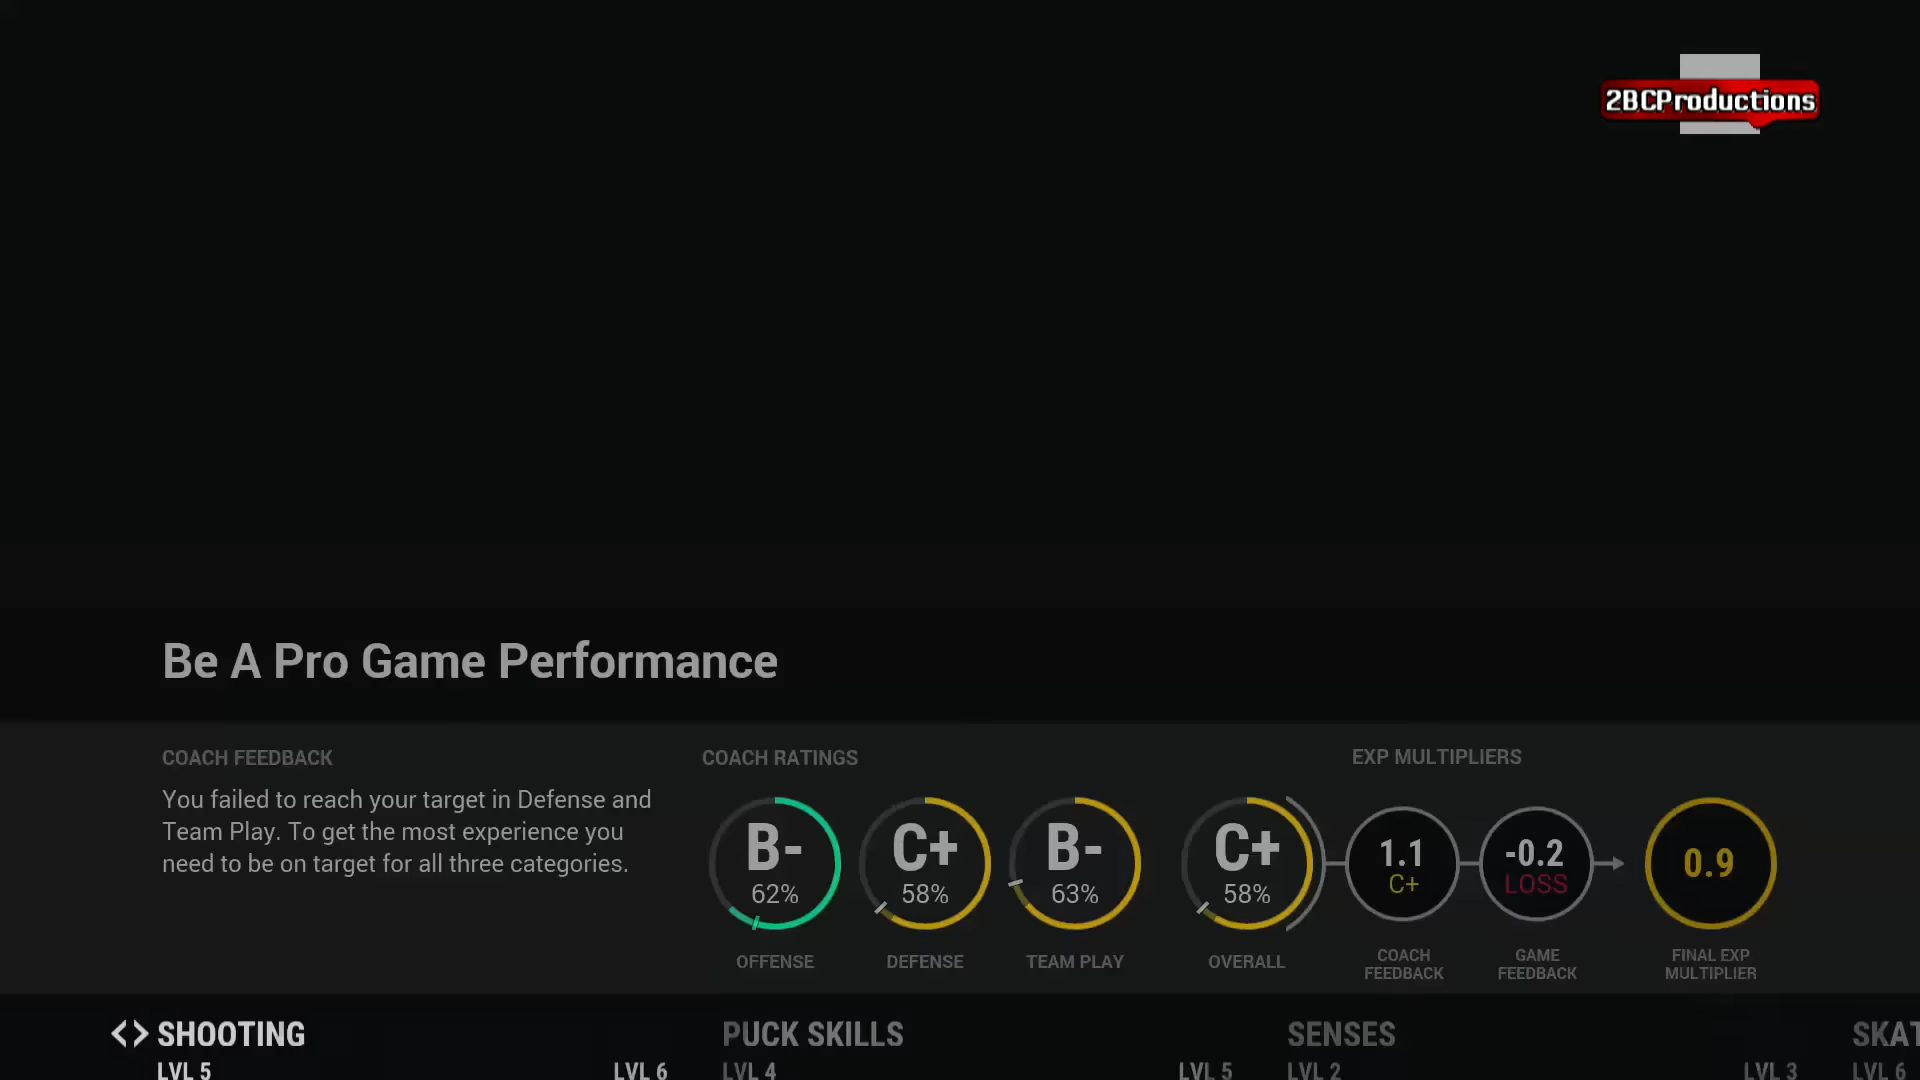 2BCProductions
Be A Pro Game Performance
COACH FEEDBACK
You failed to reach your target in Defense and
Team Play. To get the most experience you
need to be on target for all three categories.
COACH RATINGS
B-
62%
OFFENSE
C+
58%
DEFENSE
B-
63%
TEAM PLAY
C+
58%
OVERALL
EXP MULTIPLIERS
1.1
C+
COACH
FEEDBACK
-0.2
LOSS
GAME
FEEDBACK
0.9
FINAL EXP
MULTIPLIER
SHOOTING
LVL 5 LVL 6
PUCK SKILLS
LVL 4 LVL 5
SENSES
LVL 2 LVL 3
SKAT
LVL 6